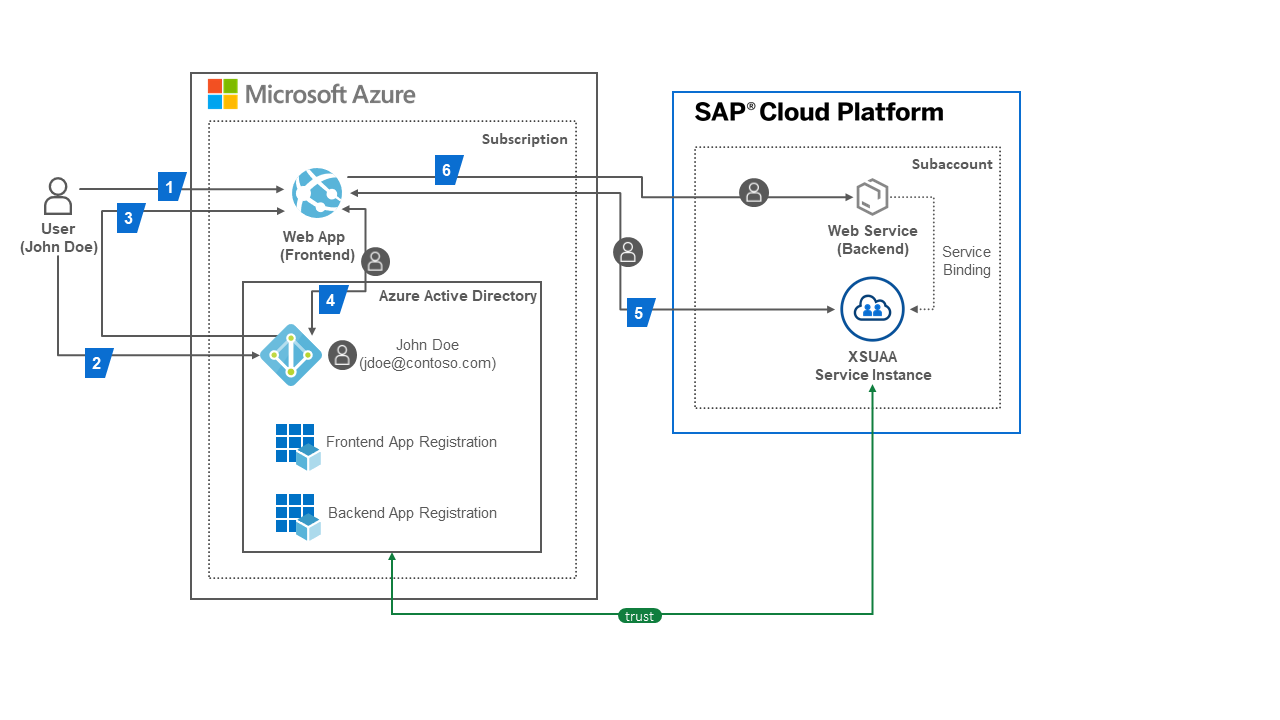 Microsoft Azure
Subscription
SAP® Cloud Platform
Subaccount
1
2
3
4
5
6
User
(John Doe)
Web App
(Frontend)
Azure Active Directory
John Doe
(jdoe@contoso.com)
Frontend App Registration
Backend App Registration
Web Service
(Backend)
Service
Binding
XSUAA
Service Instance
trust